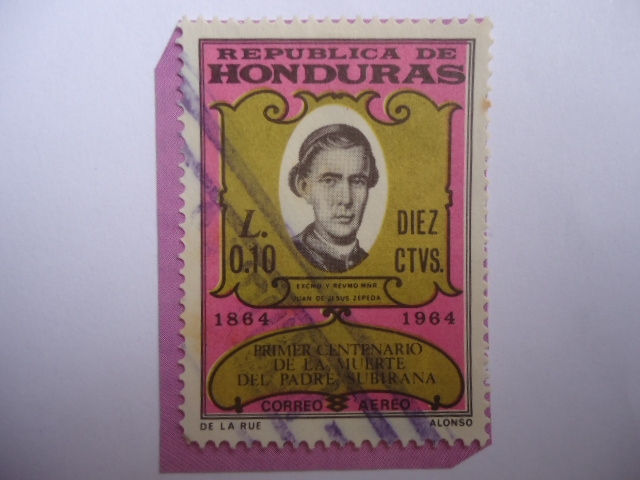 REPUBLICA DE
HONDURAS
L.
0.10
DIEZ
CTVS.
EXCMO Y REVMO MÑR
JUAN DE JESUS ZEPEDA
1864 1964
PRIMER CENTENARIO
DE LA MUERTE
DEL PADRE SUBIRANA
CORREO AEREO
DE LA RUE ALONSO